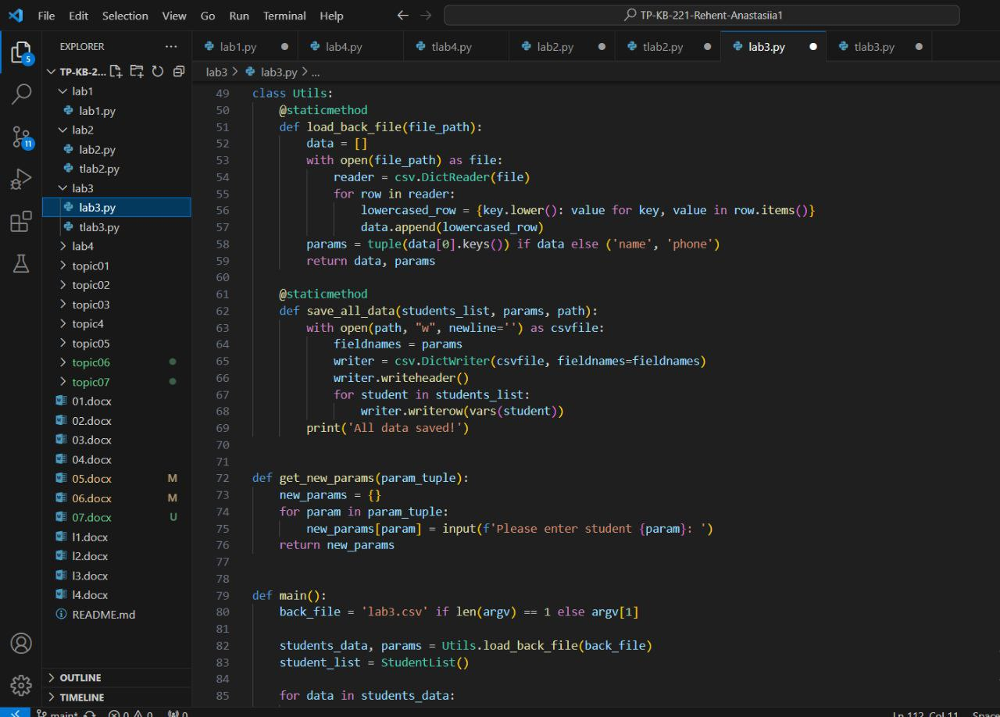 File Edit Selection View Go Run Terminal Help
TP-KB-221-Rehent-Anastasiia1
EXPLORER
lab1.py
lab4.py
tlab4.py
lab2.py
tlab2.py
lab3.py
tlab3.py
5
11
TP-KB-2...
lab1
lab1.py
lab2
lab2.py
tlab2.py
lab3
lab3.py
tlab3.py
lab4
topic01
topic02
topic03
topic4
topic05
topic06
topic07
01.docx
02.docx
03.docx
04.docx
05.docx M
06.docx M
07.docx U
l1.docx
l2.docx
l3.docx
l4.docx
README.md
OUTLINE
TIMELINE
lab3 > lab3.py > ...
49 class Utils:
50     @staticmethod
51     def load_back_file(file_path):
52         data = []
53         with open(file_path) as file:
54             reader = csv.DictReader(file)
55             for row in reader:
56                 lowercased_row = {key.lower(): value for key, value in row.items()}
57                 data.append(lowercased_row)
58         params = tuple(data[0].keys()) if data else ('name', 'phone')
59         return data, params
60
61     @staticmethod
62     def save_all_data(students_list, params, path):
63         with open(path, "w", newline='') as csvfile:
64             fieldnames = params
65             writer = csv.DictWriter(csvfile, fieldnames=fieldnames)
66             writer.writeheader()
67             for student in students_list:
68                 writer.writerow(vars(student))
69         print('All data saved!')
70
71
72 def get_new_params(param_tuple):
73     new_params = {}
74     for param in param_tuple:
75         new_params[param] = input(f'Please enter student {param}: ')
76     return new_params
77
78
79 def main():
80     back_file = 'lab3.csv' if len(argv) == 1 else argv[1]
81
82     students_data, params = Utils.load_back_file(back_file)
83     student_list = StudentList()
84
85     for data in students_data:
main* 0 0 0 Ln 112, Col 11